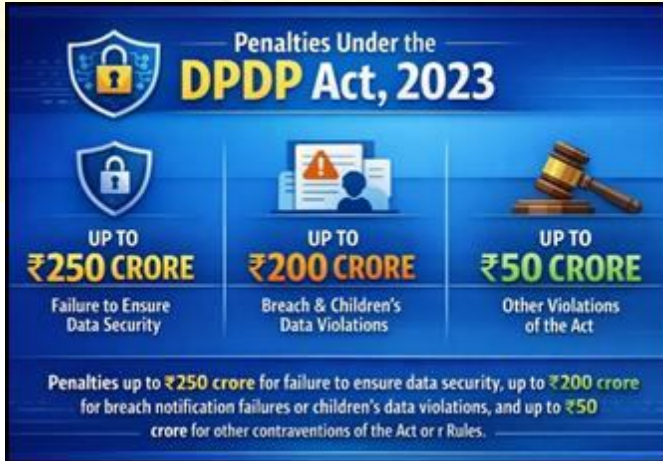 Penalties Under the
DPDP Act, 2023
UP TO
₹250 CRORE
Failure to Ensure
Data Security
UP TO
₹200 CRORE
Breach & Children's
Data Violations
UP TO
₹50 CRORE
Other Violations
of the Act
Penalties up to ₹250 crore for failure to ensure data security, up to ₹200 crore
for breach notification failures or children's data violations, and up to ₹50
crore for other contraventions of the Act or r Rules.